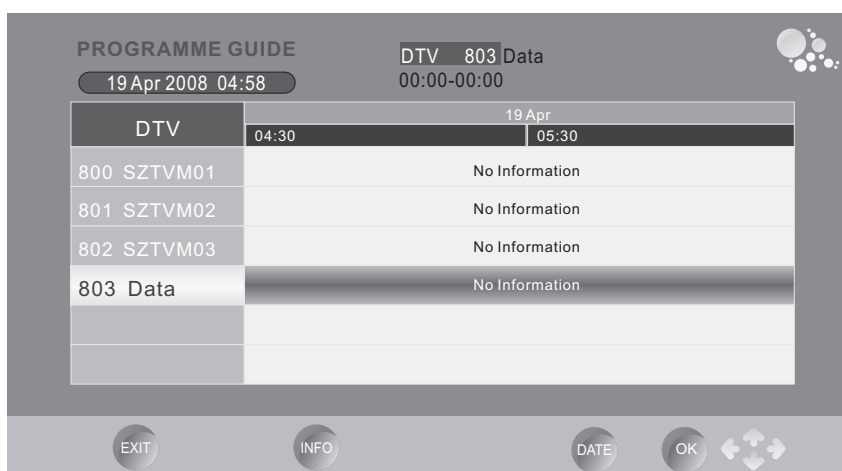 PROGRAMME GUIDE
DTV 803 Data
19 Apr 2008 04:58
00:00-00:00
DTV
19 Apr
04:30 05:30
800 SZTVM01 No Information
801 SZTVM02 No Information
802 SZTVM03 No Information
803 Data No Information
EXIT INFO DATE OK